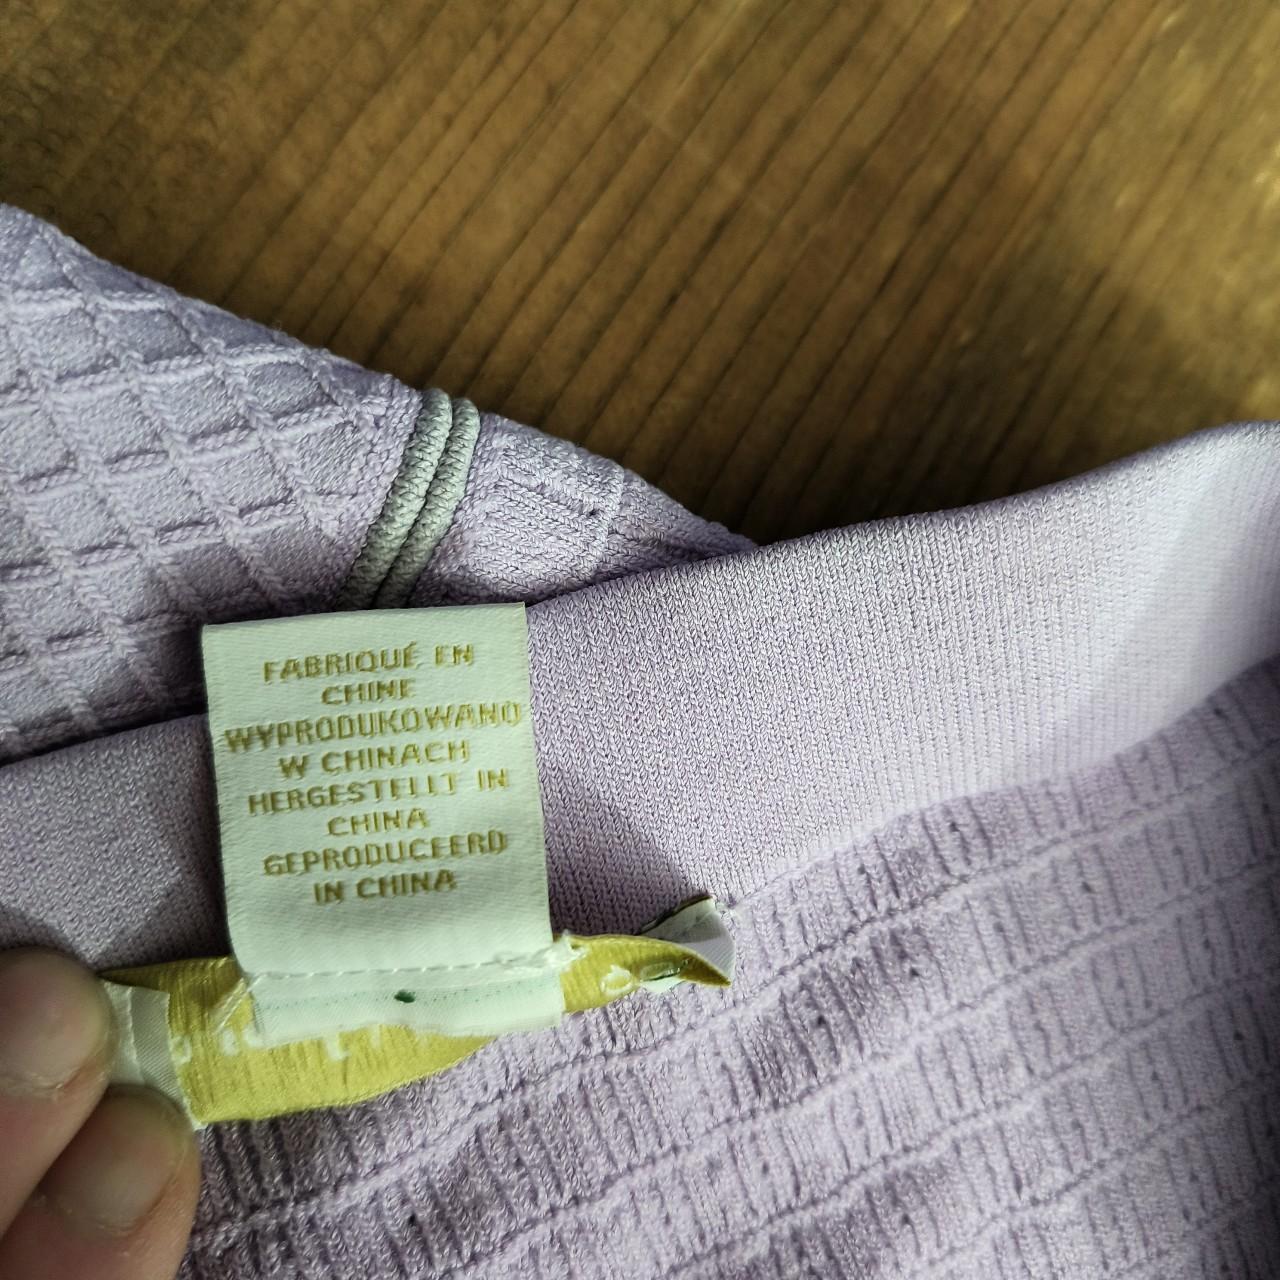 FABRIQUÉ EN
CHINE
WYPRODUKOWANO
W CHINACH
HERGESTELLT IN
CHINA
GEPRODUCEERD
IN CHINA